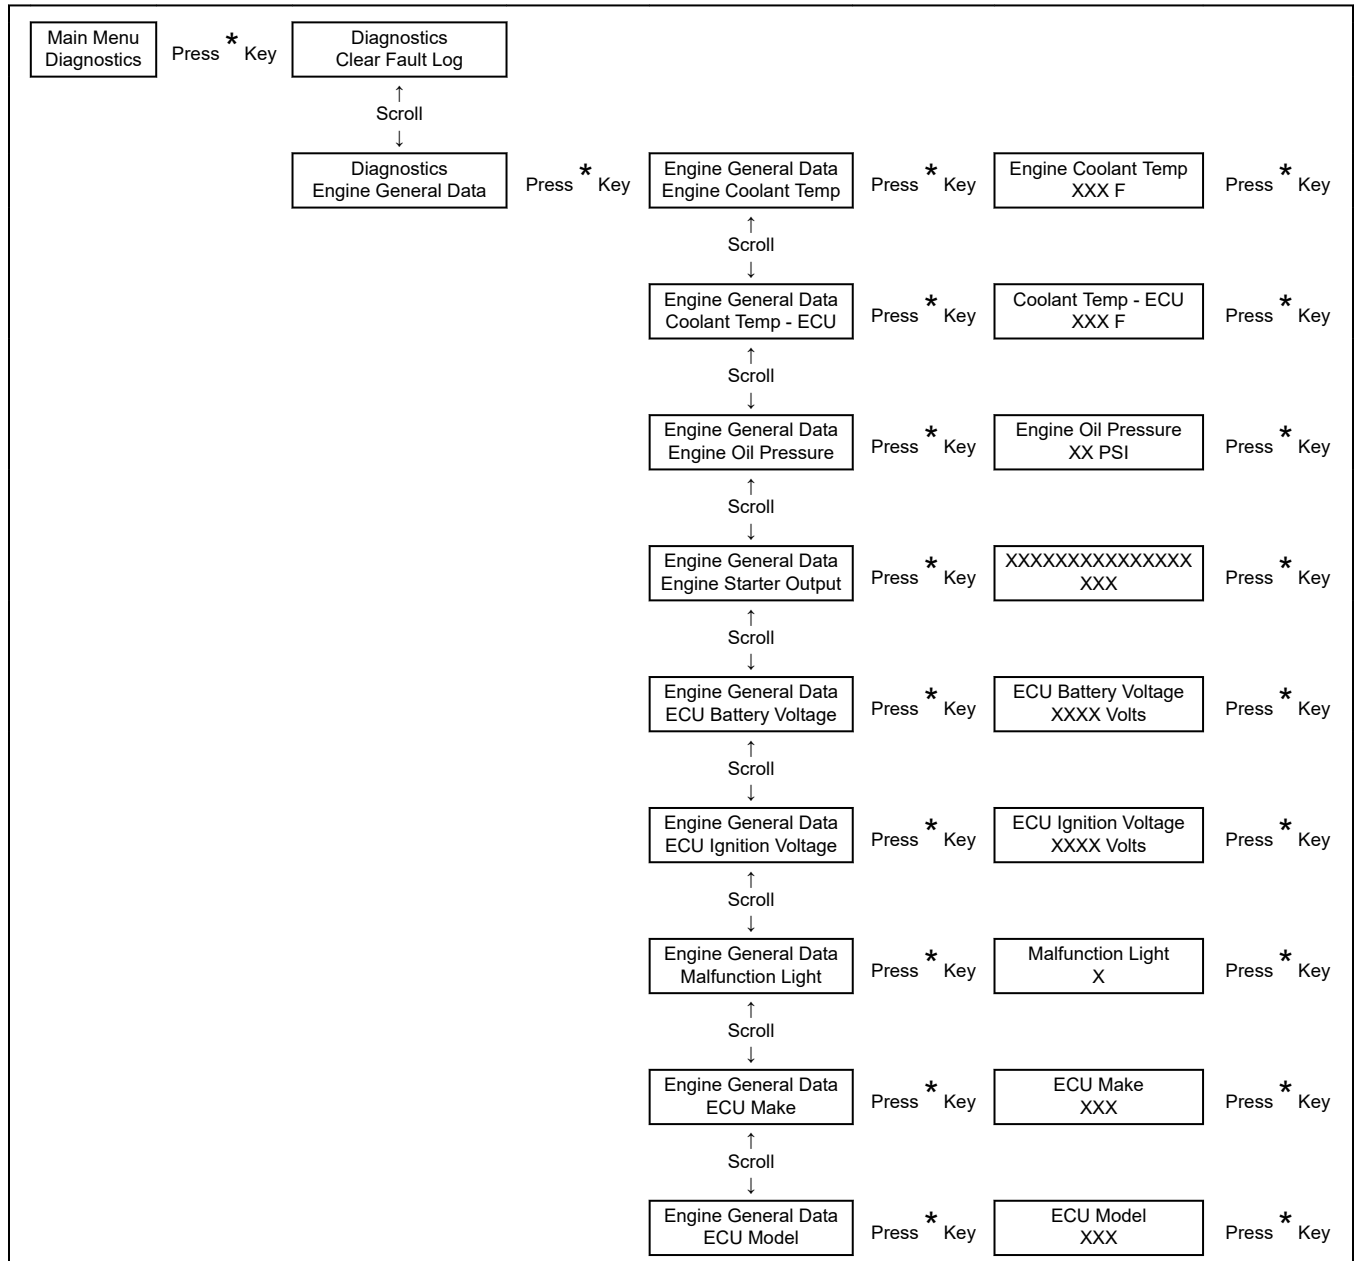 Main Menu
Diagnostics
Press * Key
Diagnostics
Clear Fault Log
↑
Scroll
↓
Diagnostics
Engine General Data
Press * Key
Engine General Data
Engine Coolant Temp
Press * Key
Engine Coolant Temp
XXX F
Press * Key
↑
Scroll
↓
Engine General Data
Coolant Temp - ECU
Press * Key
Coolant Temp - ECU
XXX F
Press * Key
↑
Scroll
↓
Engine General Data
Engine Oil Pressure
Press * Key
Engine Oil Pressure
XX PSI
Press * Key
↑
Scroll
↓
Engine General Data
Engine Starter Output
Press * Key
XXXXXXXXXXXXXXX
XXX
Press * Key
↑
Scroll
↓
Engine General Data
ECU Battery Voltage
Press * Key
ECU Battery Voltage
XXXX Volts
Press * Key
↑
Scroll
↓
Engine General Data
ECU Ignition Voltage
Press * Key
ECU Ignition Voltage
XXXX Volts
Press * Key
↑
Scroll
↓
Engine General Data
Malfunction Light
Press * Key
Malfunction Light
X
Press * Key
↑
Scroll
↓
Engine General Data
ECU Make
Press * Key
ECU Make
XXX
Press * Key
↑
Scroll
↓
Engine General Data
ECU Model
Press * Key
ECU Model
XXX
Press * Key